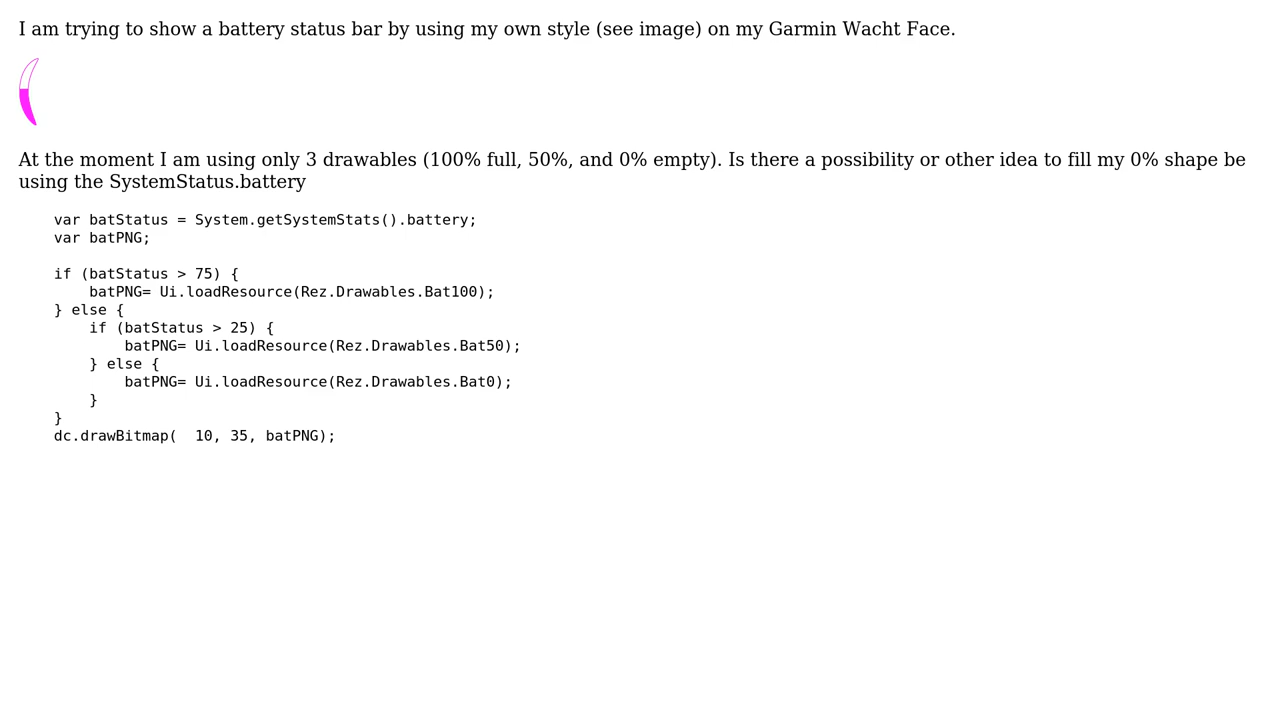 I am trying to show a battery status bar by using my own style (see image) on my Garmin Wacht Face.
At the moment I am using only 3 drawables (100% full, 50%, and 0% empty). Is there a possibility or other idea to fill my 0% shape be
using the SystemStatus.battery
    var batStatus = System.getSystemStats().battery;
    var batPNG;

    if (batStatus > 75) {
        batPNG= Ui.loadResource(Rez.Drawables.Bat100);
    } else {
        if (batStatus > 25) {
            batPNG= Ui.loadResource(Rez.Drawables.Bat50);
        } else {
            batPNG= Ui.loadResource(Rez.Drawables.Bat0);
        }
    }
    dc.drawBitmap(  10, 35, batPNG);